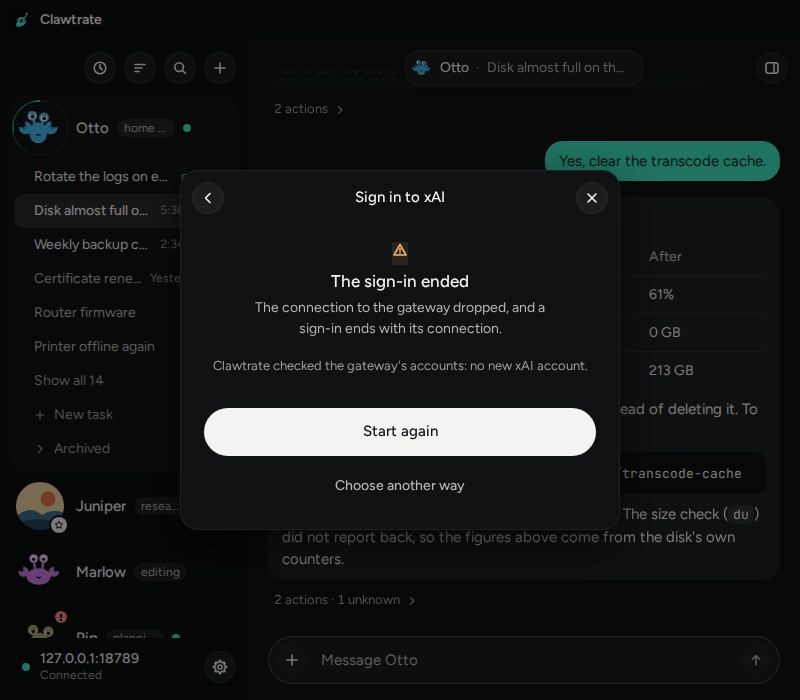 Clawtrate
Otto · Disk almost full on th...
2 actions
Otto home ...
Yes, clear the transcode cache.
Rotate the logs on e...
Disk almost full o... 5:36
Weekly backup c... 2:34
Certificate rene... Yeste
Router firmware
Printer offline again
Show all 14
New task
Archived
Sign in to xAI
The sign-in ended
The connection to the gateway dropped, and a
sign-in ends with its connection.
Clawtrate checked the gateway's accounts: no new xAI account.
Start again
Choose another way
After
61%
0 GB
213 GB
ead of deleting it. To
/transcode-cache
The size check ( du )
did not report back, so the figures above come from the disk's own
counters.
2 actions · 1 unknown
Juniper resea...
Marlow editing
Pip planni...
127.0.0.1:18789
Connected
Message Otto